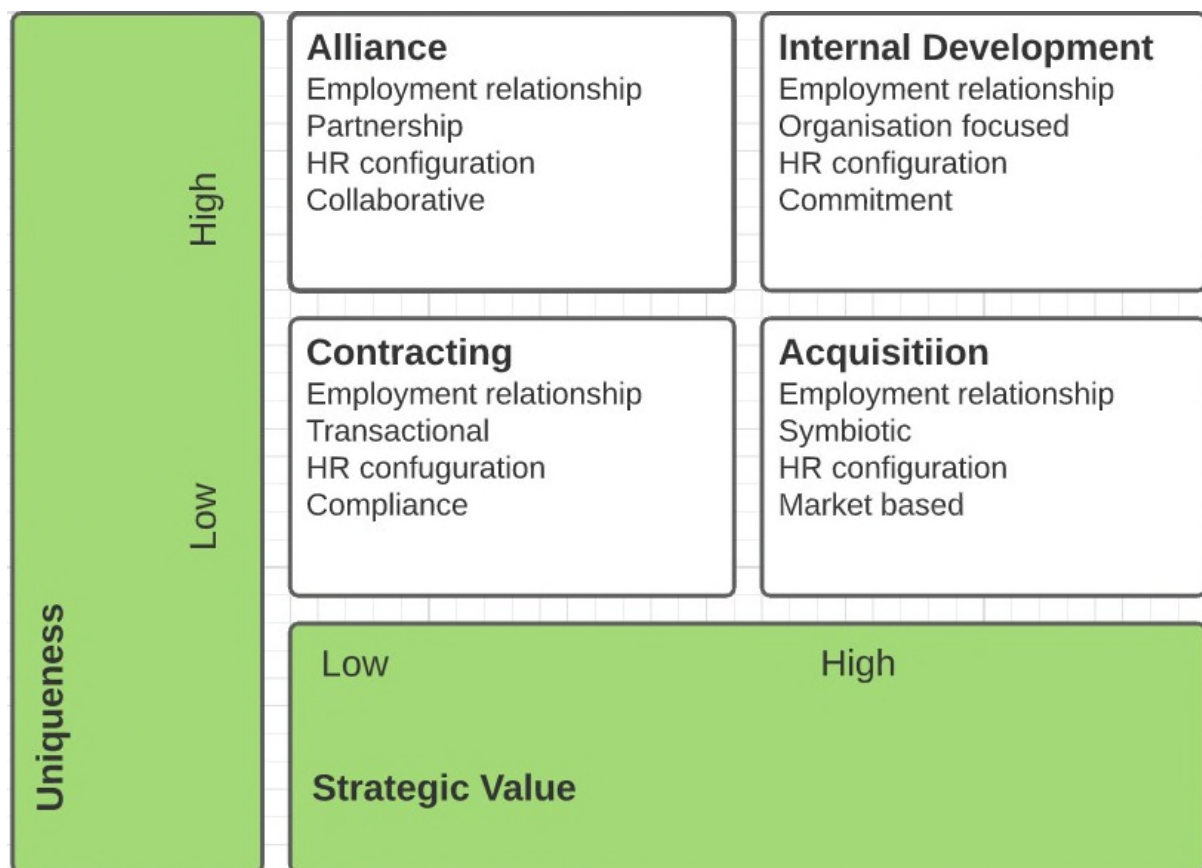 High
Low
Uniqueness
Alliance
Employment relationship
Partnership
HR configuration
Collaborative
Internal Development
Employment relationship
Organisation focused
HR configuration
Commitment
Contracting
Employment relationship
Transactional
HR confuguration
Compliance
Acquisitiion
Employment relationship
Symbiotic
HR configuration
Market based
Low
High
Strategic Value